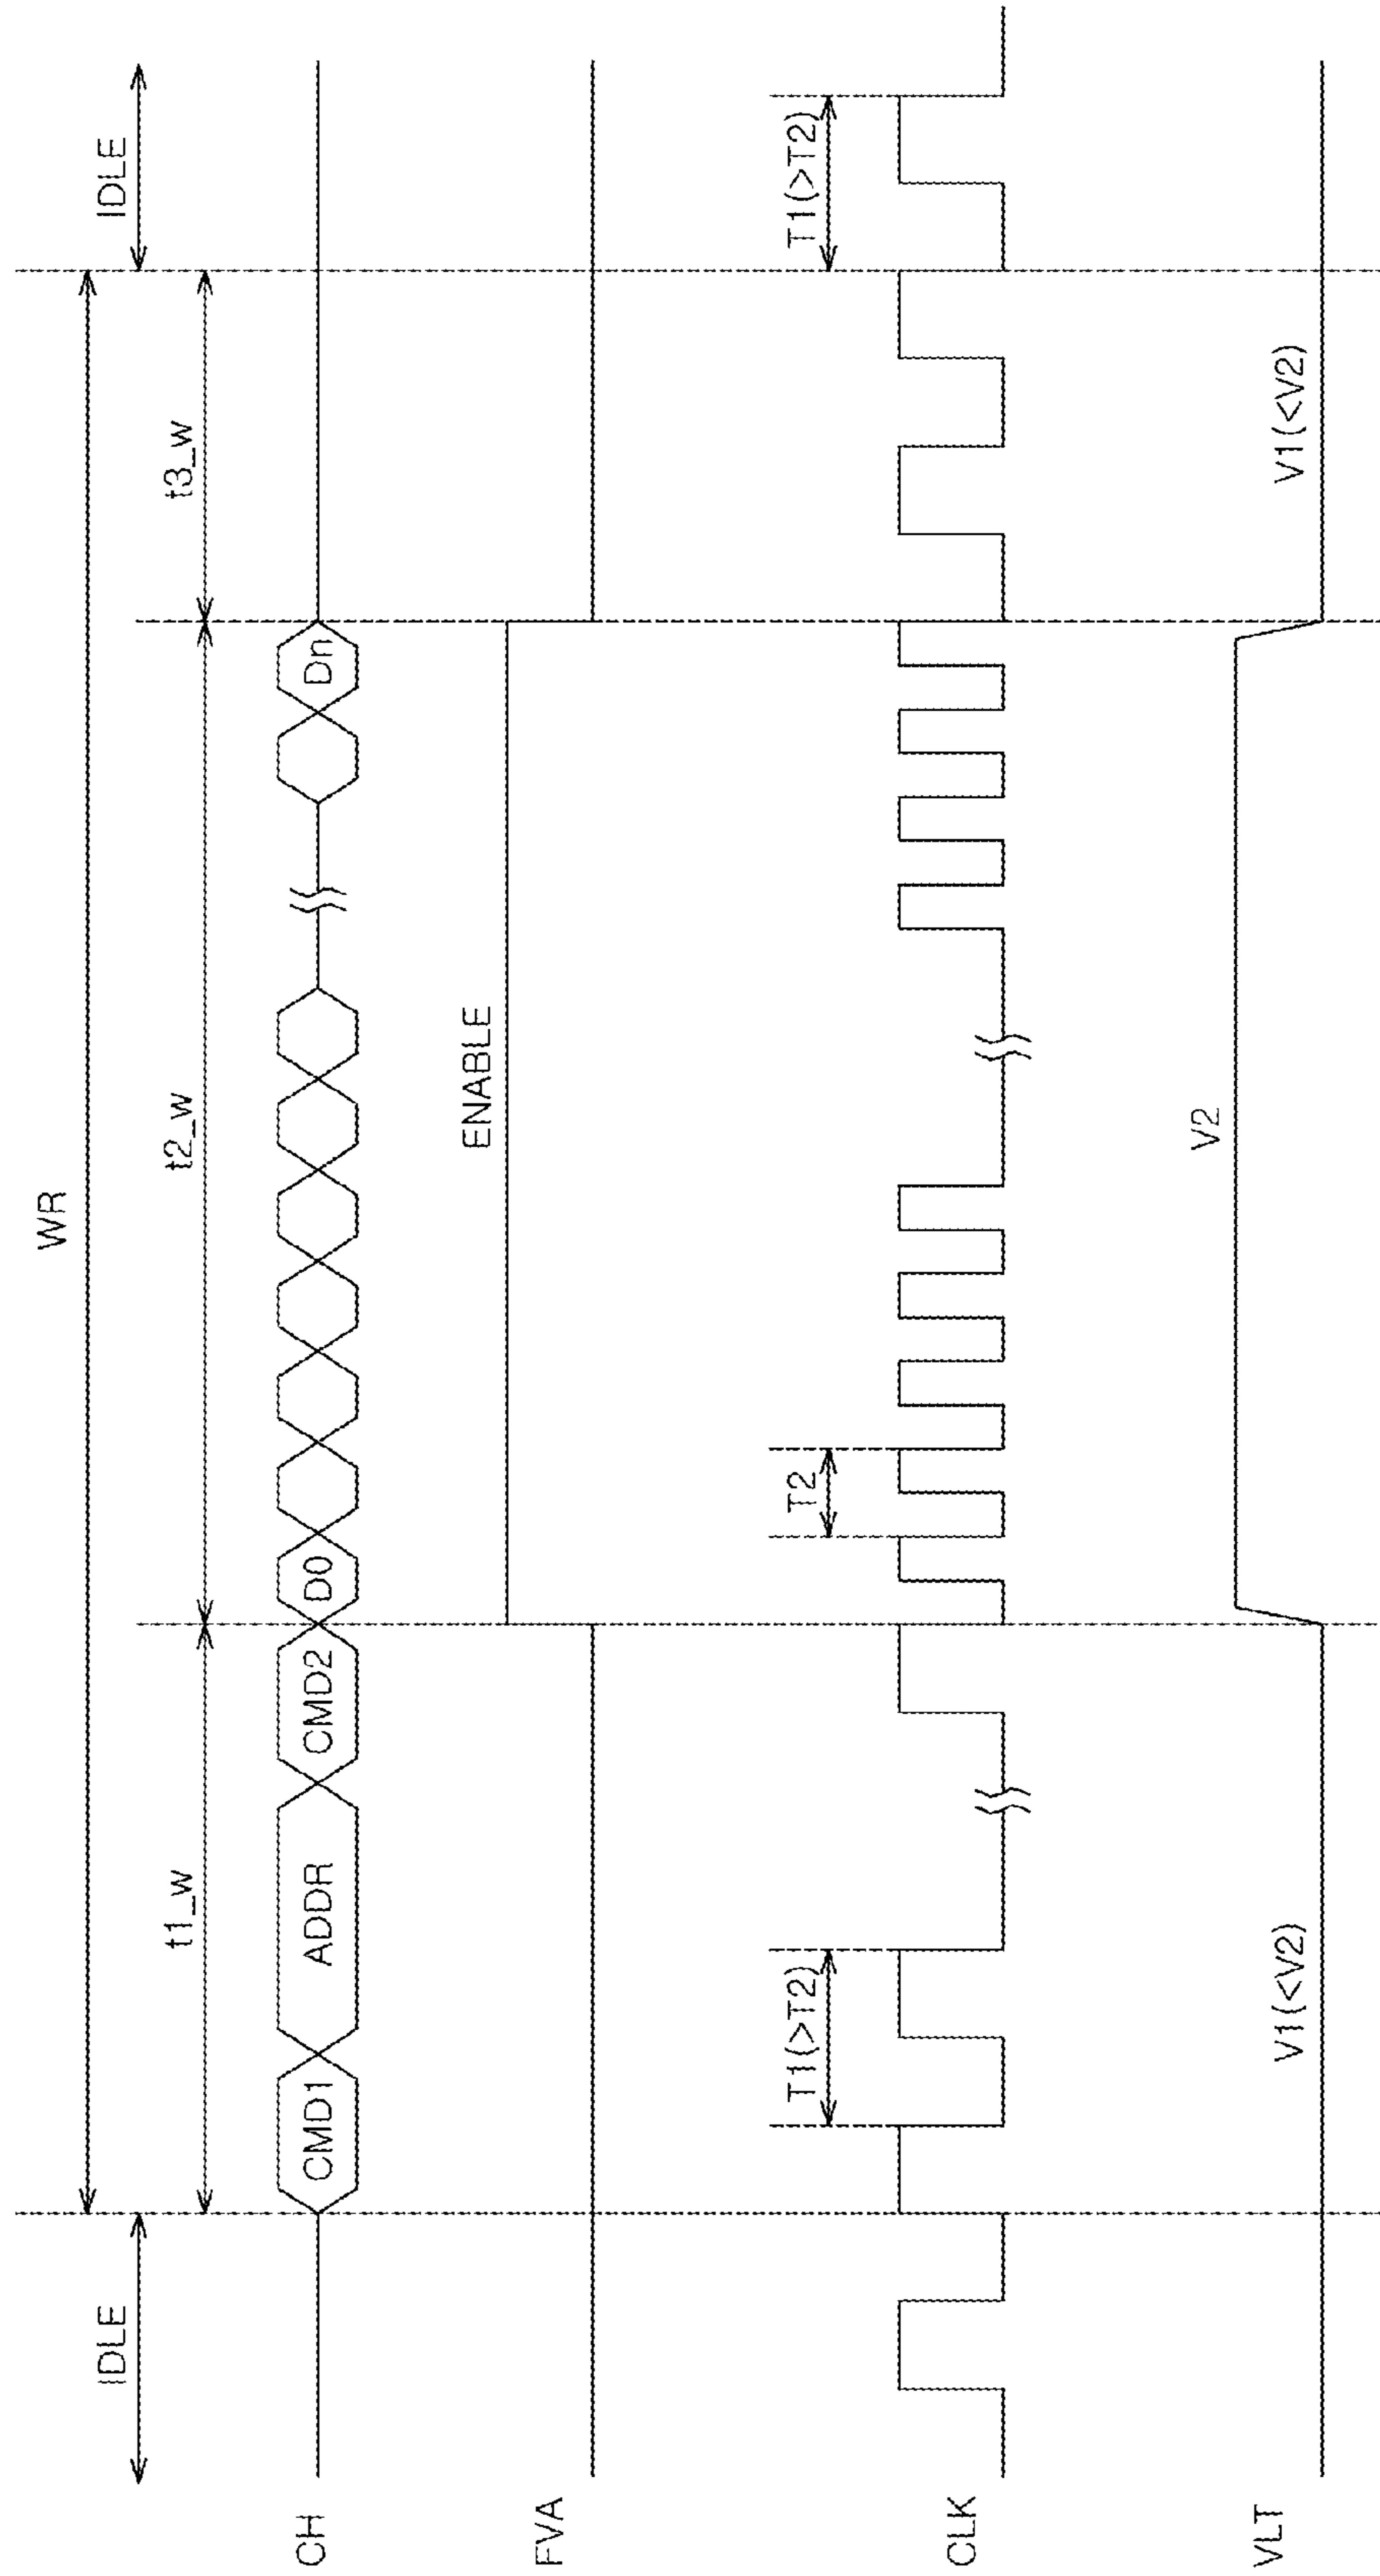 WR
IDLE
t1_w
t2_w
t3_w
IDLE
CH
CMD1
ADDR
CMD2
D0
Dn
FVA
ENABLE
T1(>T2)
T2
T1(>T2)
CLK
V1(<V2)
V2
V1(<V2)
VLT